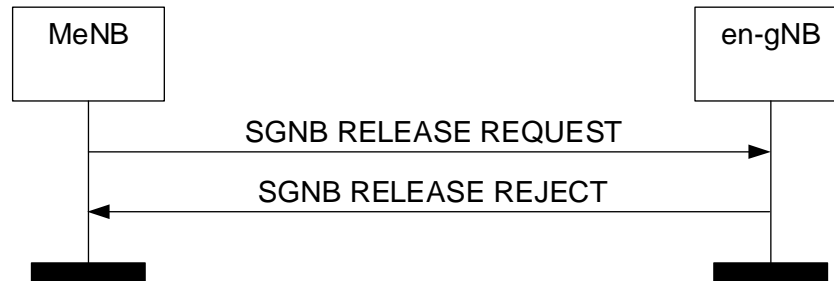 MeNB
en-gNB
SGNB RELEASE REQUEST
SGNB RELEASE REJECT